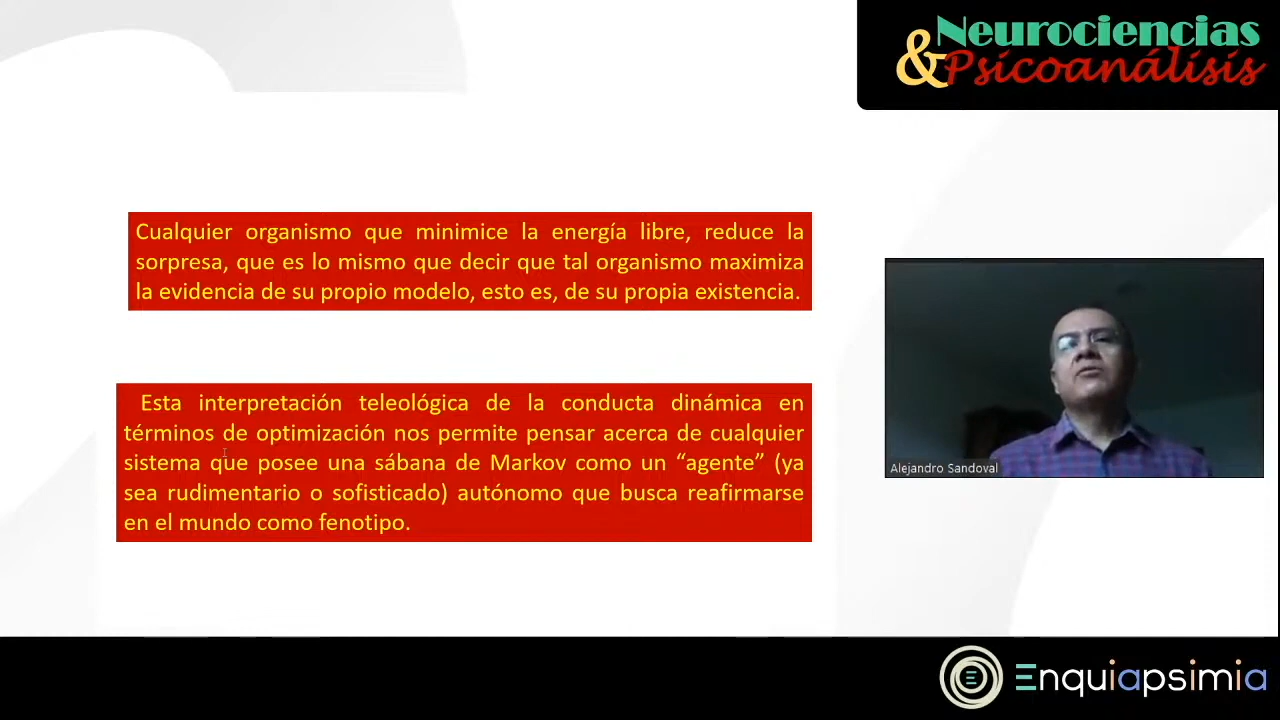 Neurociencias
&Psicoanálisis
Cualquier organismo que minimice la energía libre, reduce la
sorpresa, que es lo mismo que decir que tal organismo maximiza
la evidencia de su propio modelo, esto es, de su propia existencia.
Esta interpretación teleológica de la conducta dinámica en
términos de optimización nos permite pensar acerca de cualquier
sistema que posee una sábana de Markov como un “agente” (ya
sea rudimentario o sofisticado) autónomo que busca reafirmarse
en el mundo como fenotipo.
Alejandro Sandoval
Enquiapsimia